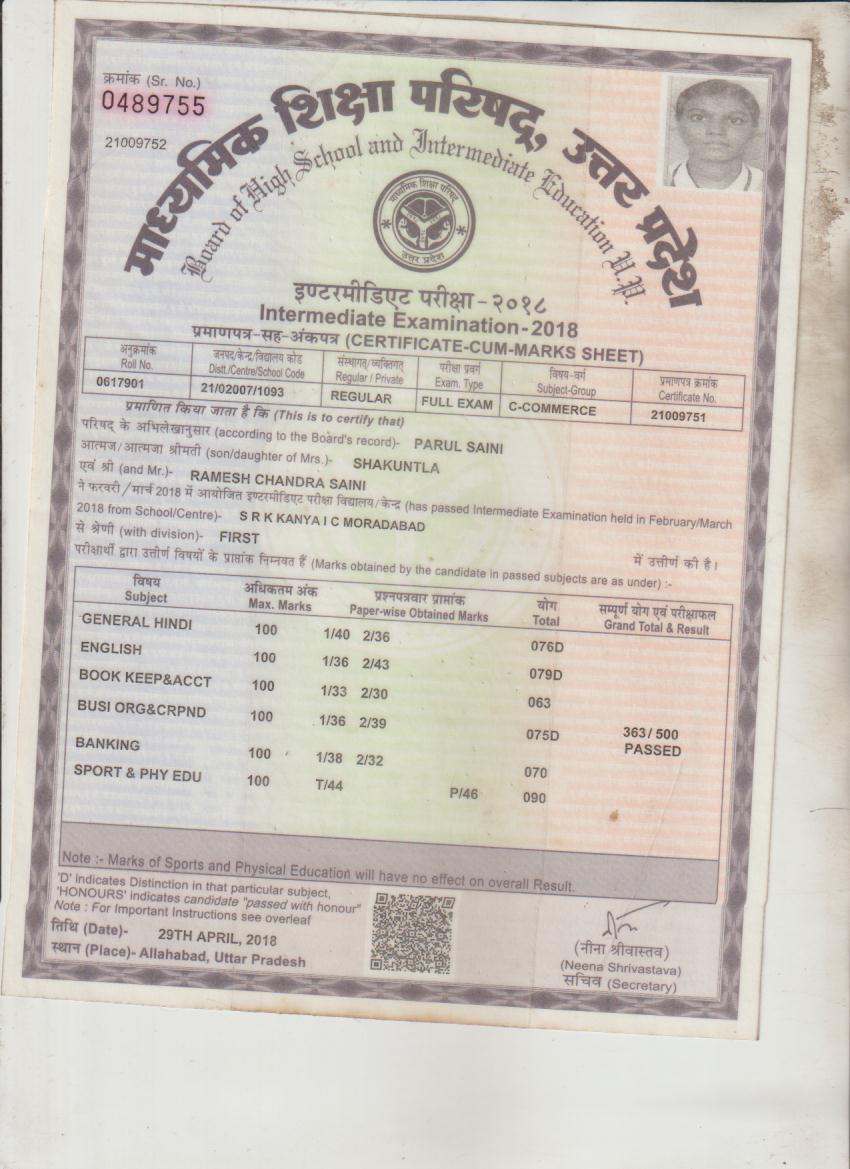 क्रमांक (Sr. No.)
0489755
21009752
माध्यमिक शिक्षा परिषद्, उत्तर प्रदेश
Board of High School and Intermediate Education U.P.
माध्यमिक शिक्षा परिषद्
उत्तर प्रदेश
इण्टरमीडिएट परीक्षा - २०१८
Intermediate Examination - 2018
प्रमाणपत्र-सह-अंकपत्र (CERTIFICATE-CUM-MARKS SHEET)
अनुक्रमांक जनपद/केन्द्र/विद्यालय कोड संस्थागत/व्यक्तिगत परीक्षा प्रवर्ग विषय-वर्ग प्रमाणपत्र क्रमांक
Roll No. Distt./Centre/School Code Regular / Private Exam. Type Subject-Group Certificate No.
0617901 21/02007/1093 REGULAR FULL EXAM C-COMMERCE 21009751
प्रमाणित किया जाता है कि (This is to certify that)
परिषद् के अभिलेखानुसार (according to the Board's record)- PARUL SAINI
आत्मज/आत्मजा श्रीमती (son/daughter of Mrs.)- SHAKUNTLA
एवं श्री (and Mr.)- RAMESH CHANDRA SAINI
ने फरवरी/मार्च 2018 में आयोजित इण्टरमीडिएट परीक्षा विद्यालय/केन्द्र (has passed Intermediate Examination held in February/March
2018 from School/Centre)- S R K KANYA I C MORADABAD
से श्रेणी (with division)- FIRST में उत्तीर्ण की है।
परीक्षार्थी द्वारा उत्तीर्ण विषयों के प्राप्तांक निम्नवत हैं (Marks obtained by the candidate in passed subjects are as under) :-
विषय अधिकतम अंक प्रश्नपत्रवार प्राप्तांक योग सम्पूर्ण योग एवं परीक्षाफल
Subject Max. Marks Paper-wise Obtained Marks Total Grand Total & Result
GENERAL HINDI 100 1/40 2/36 076D
ENGLISH 100 1/36 2/43 079D
BOOK KEEP&ACCT 100 1/33 2/30 063
BUSI ORG&CRPND 100 1/36 2/39 075D 363/ 500
PASSED
BANKING 100 1/38 2/32 070
SPORT & PHY EDU 100 T/44 P/46 090
Note :- Marks of Sports and Physical Education will have no effect on overall Result.
'D' indicates Distinction in that particular subject,
'HONOURS' indicates candidate "passed with honour"
Note : For Important Instructions see overleaf
तिथि (Date)- 29TH APRIL, 2018
स्थान (Place)- Allahabad, Uttar Pradesh
(नीना श्रीवास्तव)
(Neena Shrivastava)
सचिव (Secretary)